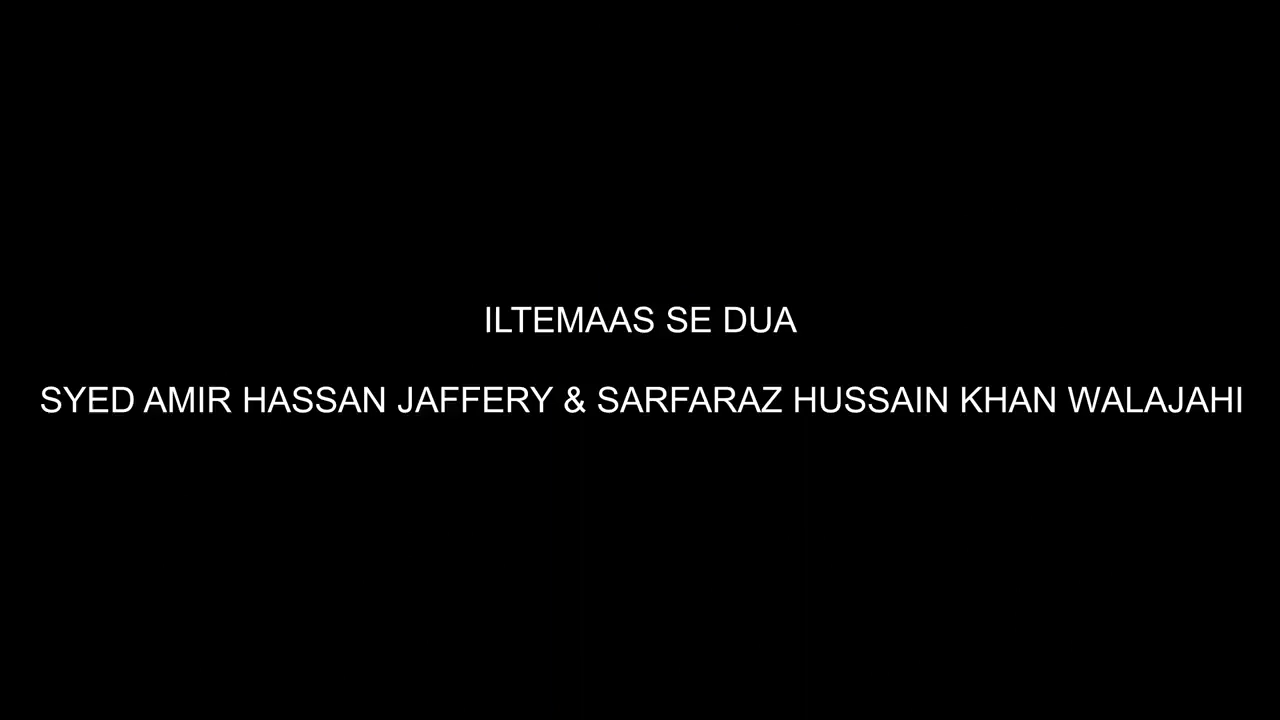 ILTEMAAS SE DUA
SYED AMIR HASSAN JAFFERY & SARFARAZ HUSSAIN KHAN WALAJAHI